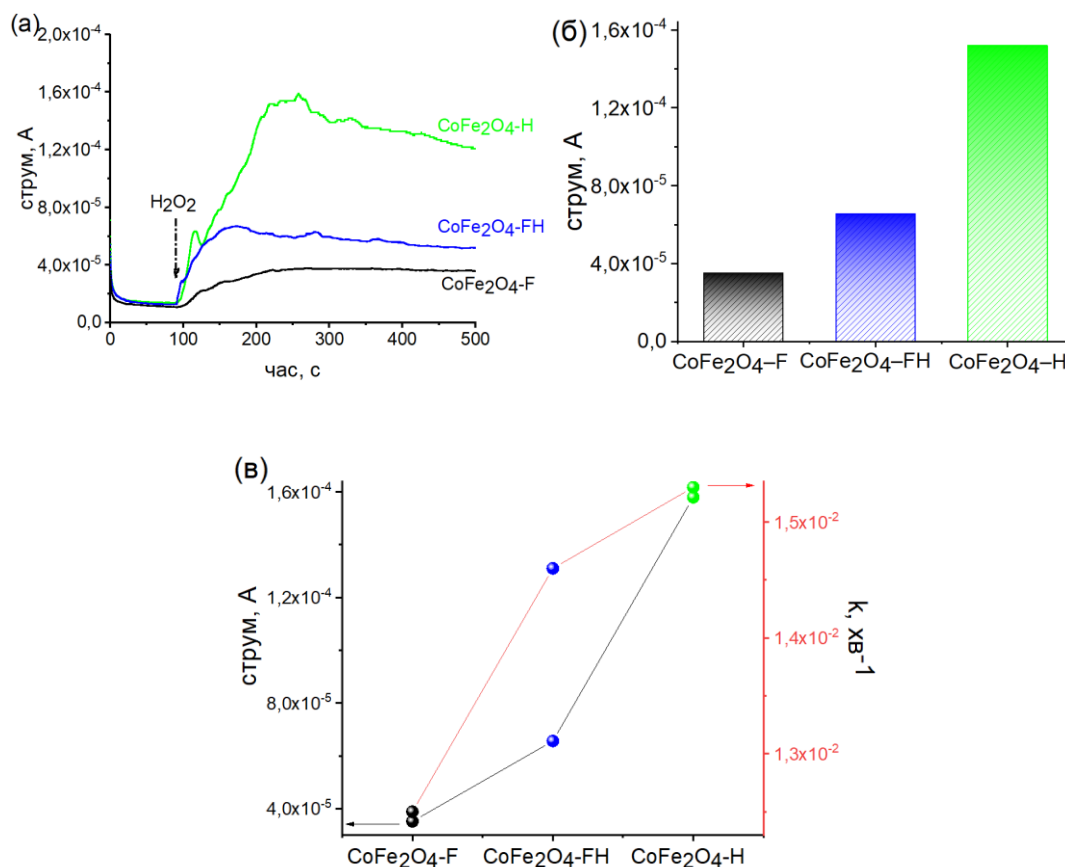 (а)
2,0x10⁻⁴
1,6x10⁻⁴
1,2x10⁻⁴
8,0x10⁻⁵
4,0x10⁻⁵
0,0
струм, А
H₂O₂
CoFe₂O₄-H
CoFe₂O₄-FH
CoFe₂O₄-F
0 100 200 300 400 500
час, с
(б)
1,6x10⁻⁴
1,2x10⁻⁴
8,0x10⁻⁵
4,0x10⁻⁵
0,0
струм, А
CoFe₂O₄–F CoFe₂O₄–FH CoFe₂O₄–H
(в)
1,6x10⁻⁴
1,2x10⁻⁴
8,0x10⁻⁵
4,0x10⁻⁵
струм, А
1,5x10⁻²
1,4x10⁻²
1,3x10⁻²
k, хв⁻¹
CoFe₂O₄-F CoFe₂O₄-FH CoFe₂O₄-H